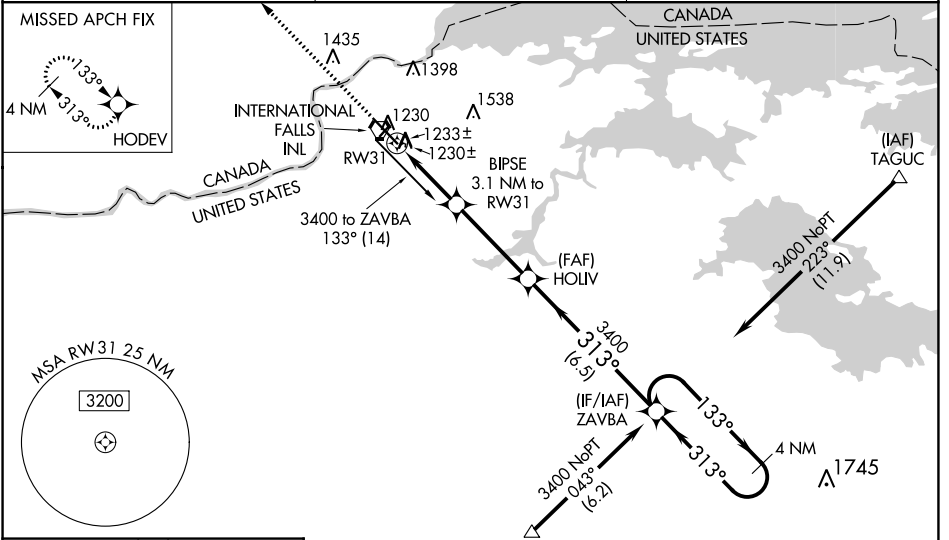 MISSED APCH FIX
133°
4 NM
313°
HODEV
CANADA
UNITED STATES
1435
1398
1538
INTERNATIONAL
FALLS
INL
1230
1233±
1230±
RW31
BIPSE
3.1 NM to
RW31
(IAF)
TAGUC
CANADA
UNITED STATES
3400 to ZAVBA
133° (14)
(FAF)
HOLIV
3400 NoPT
223°
(11.9)
3400
313°
(6.5)
MSA RW31 25 NM
3200
(IF/IAF)
ZAVBA
133°
313°
4 NM
1745
3400 NoPT
043°
(6.2)